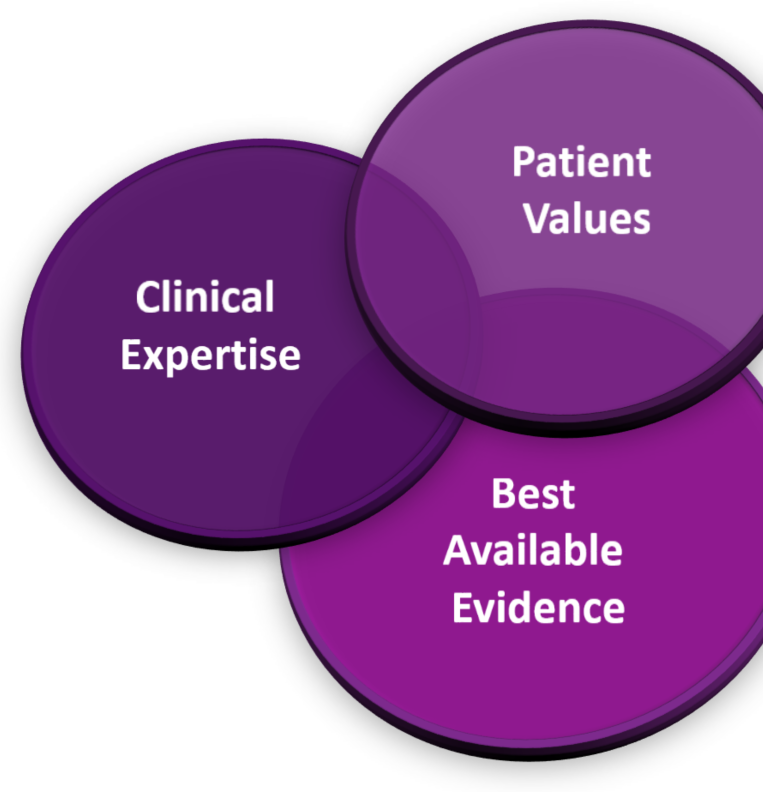 Patient
Values
Clinical
Expertise
Best
Available
Evidence